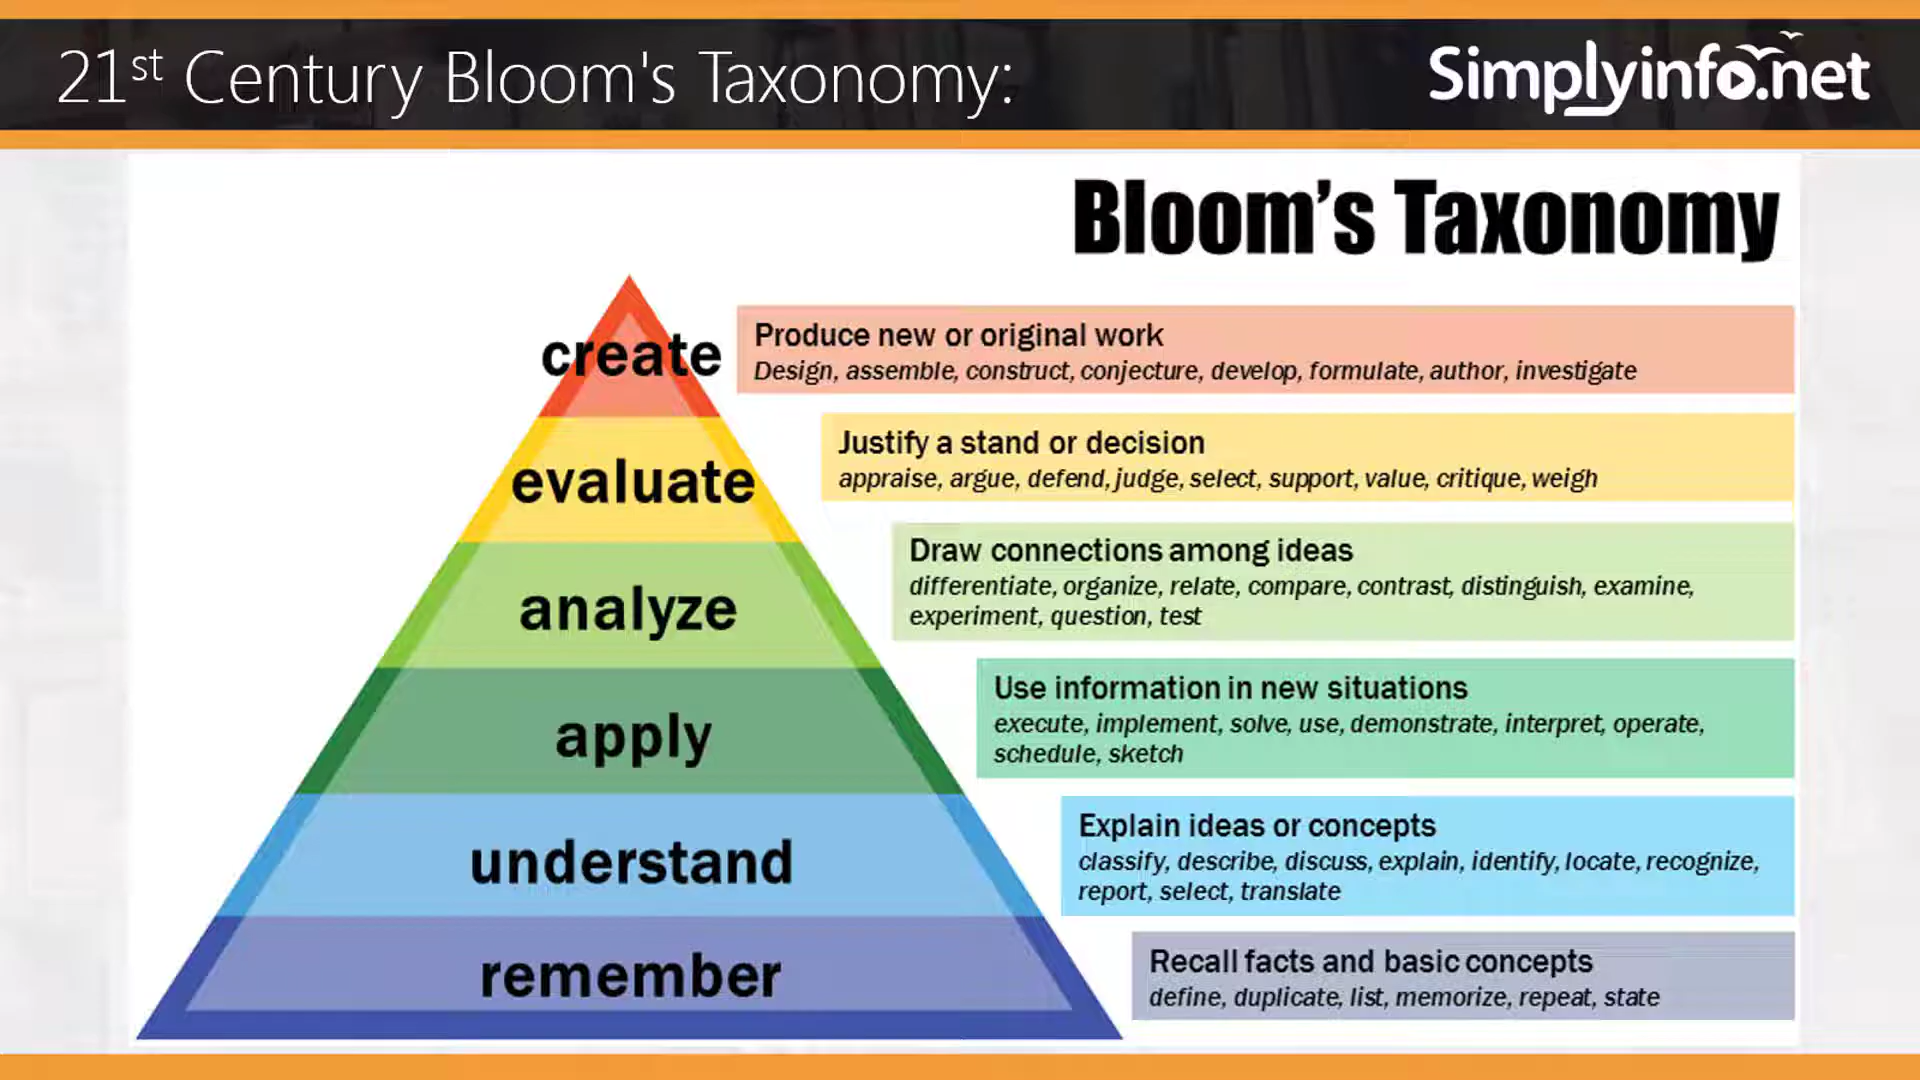 21st Century Bloom's Taxonomy:
Simplyinfo.net
Bloom's Taxonomy
create
Produce new or original work
Design, assemble, construct, conjecture, develop, formulate, author, investigate
evaluate
Justify a stand or decision
appraise, argue, defend, judge, select, support, value, critique, weigh
analyze
Draw connections among ideas
differentiate, organize, relate, compare, contrast, distinguish, examine,
experiment, question, test
apply
Use information in new situations
execute, implement, solve, use, demonstrate, interpret, operate,
schedule, sketch
understand
Explain ideas or concepts
classify, describe, discuss, explain, identify, locate, recognize,
report, select, translate
remember
Recall facts and basic concepts
define, duplicate, list, memorize, repeat, state